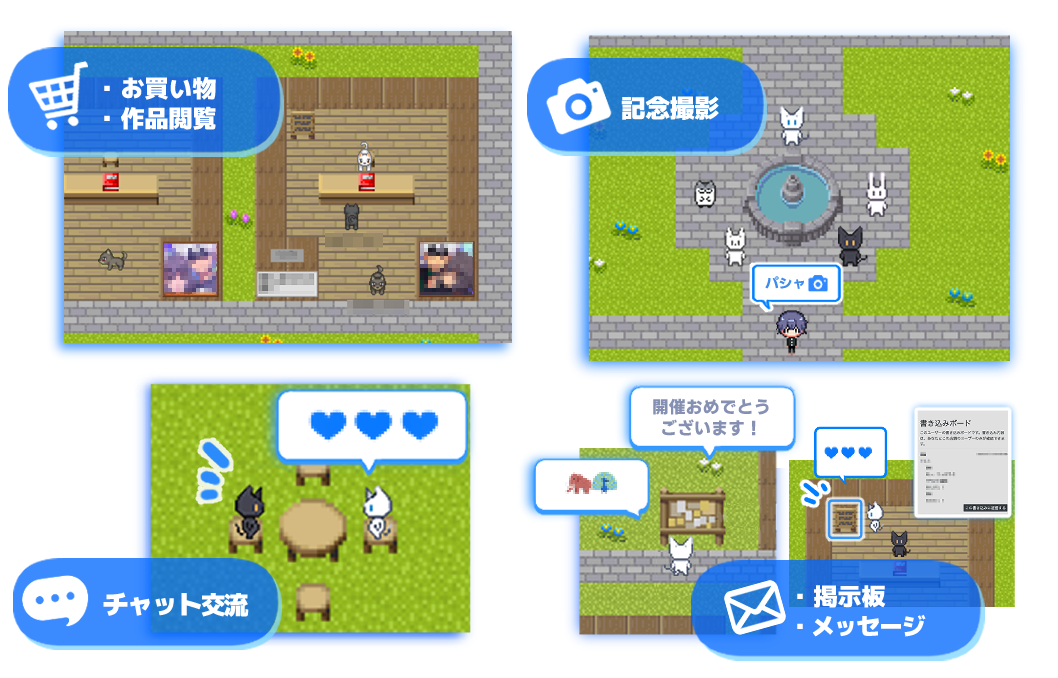 ・お買い物
・作品閲覧
記念撮影
パシャ
チャット交流
開催おめでとう
ございます！
書き込みボード
・掲示板
・メッセージ